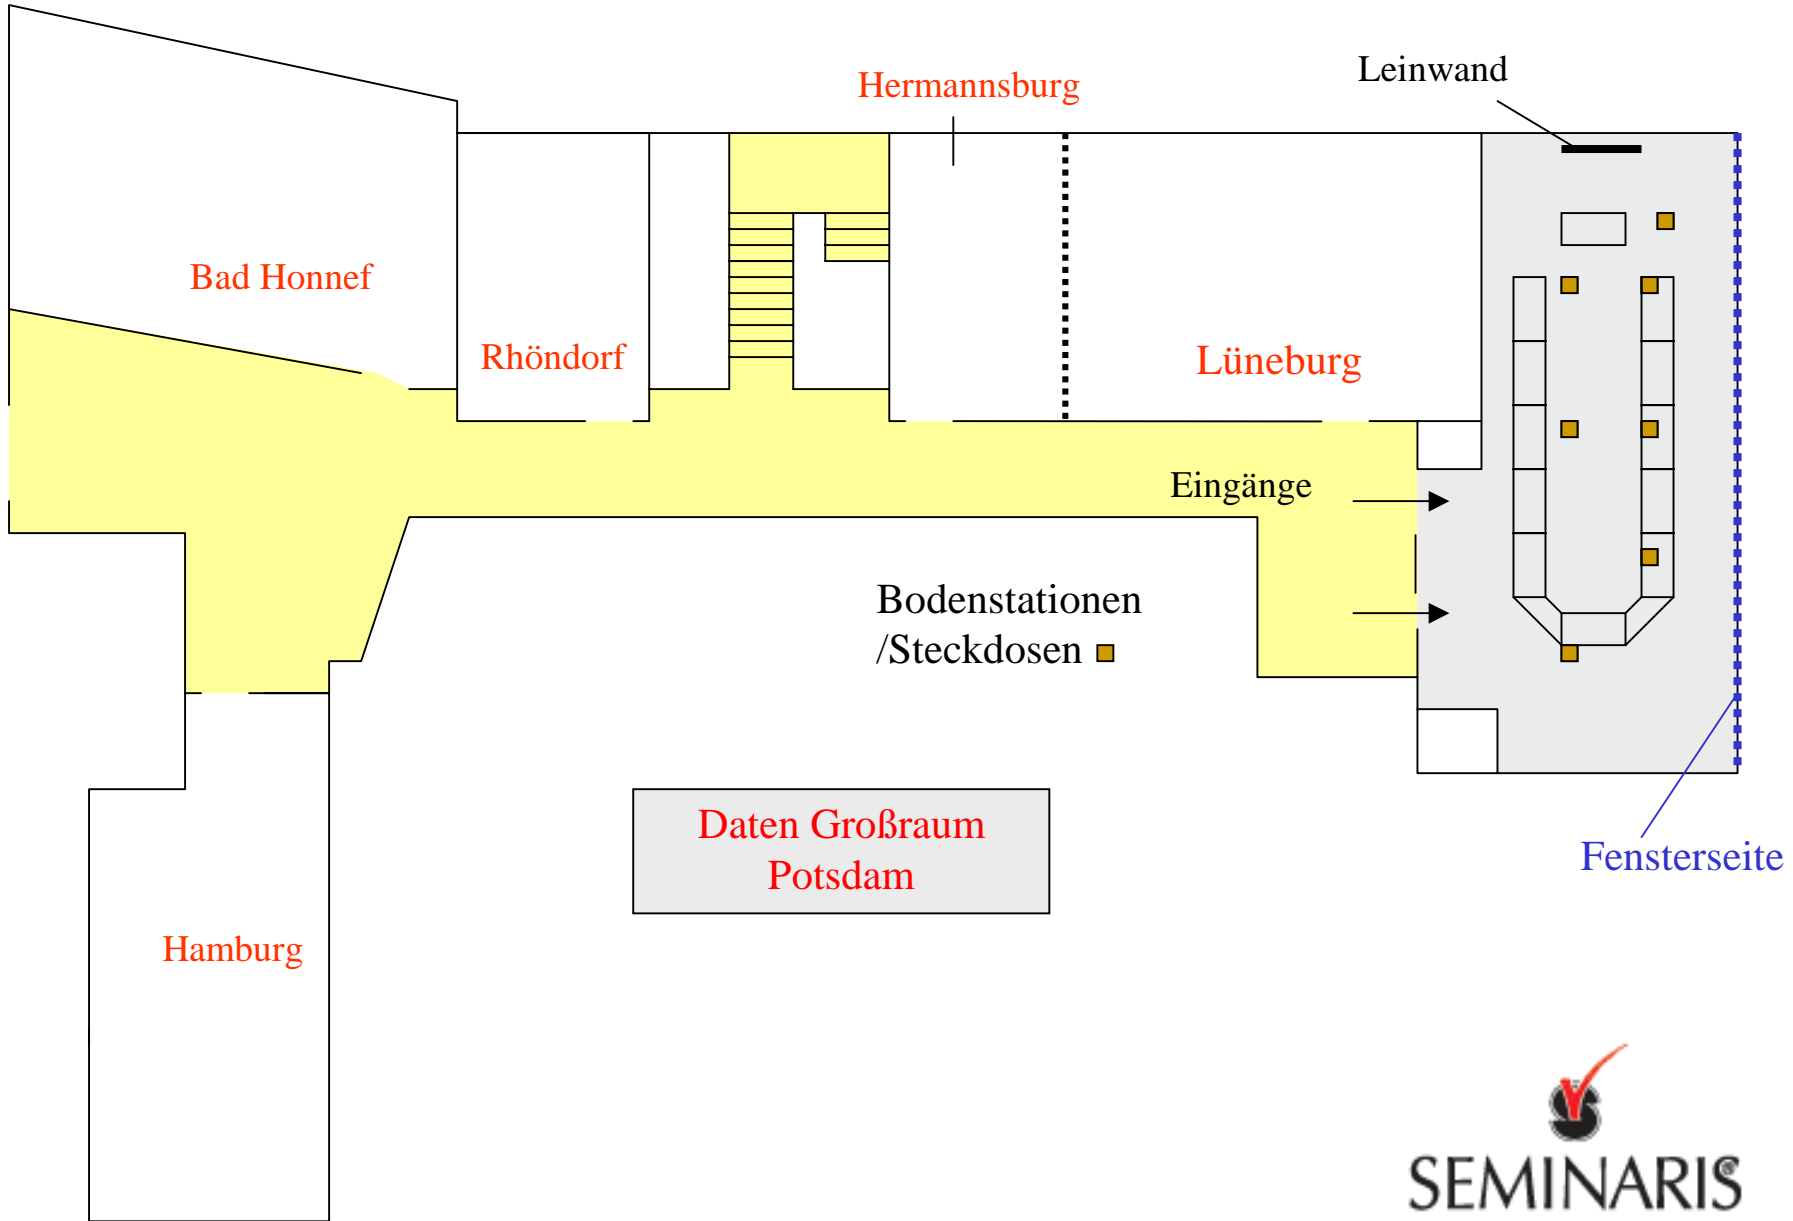 Leinwand
Hermannsburg
Bad Honnef
Rhöndorf
Lüneburg
Eingänge
Bodenstationen
/Steckdosen
Daten Großraum
Potsdam
Fensterseite
Hamburg
SEMINARIS®